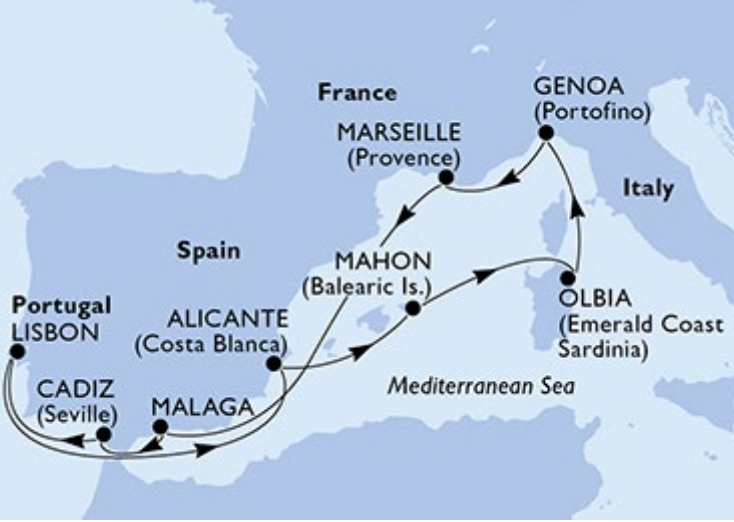 GENOA
(Portofino)
France
MARSEILLE
(Provence)
Italy
Spain
MAHON
(Balearic Is.)
OLBIA
(Emerald Coast
Sardinia)
Portugal
LISBON
ALICANTE
(Costa Blanca)
CADIZ
(Seville)
MALAGA
Mediterranean Sea